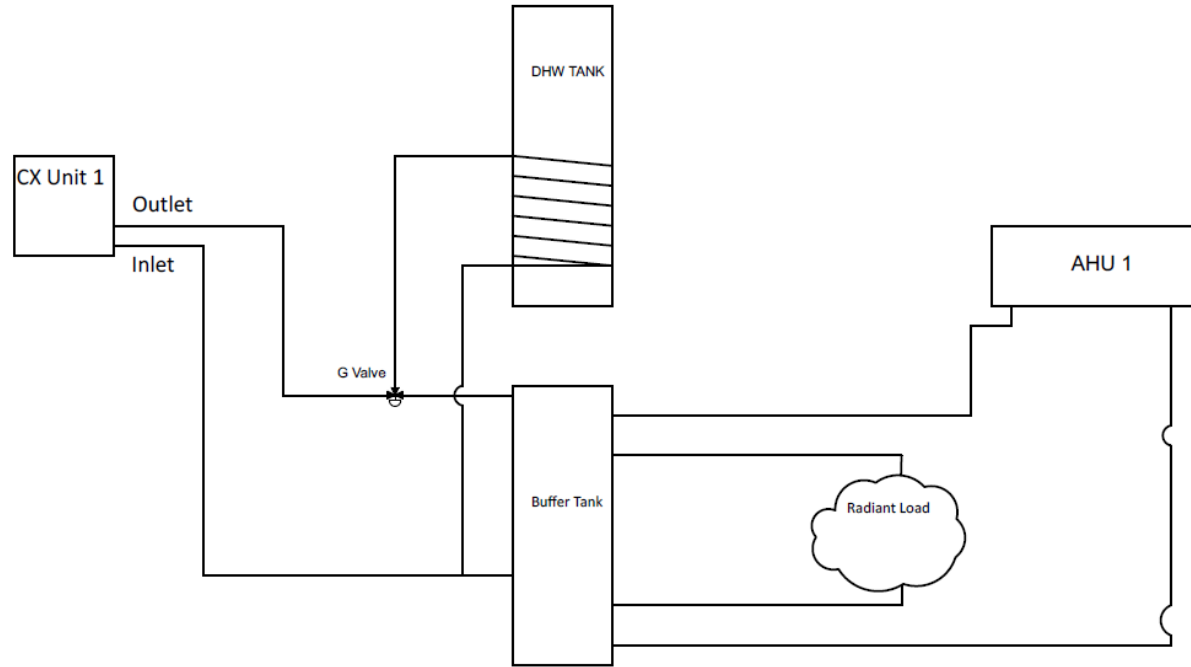 DHW TANK
CX Unit 1
Outlet
Inlet
AHU 1
G Valve
Buffer Tank
Radiant Load